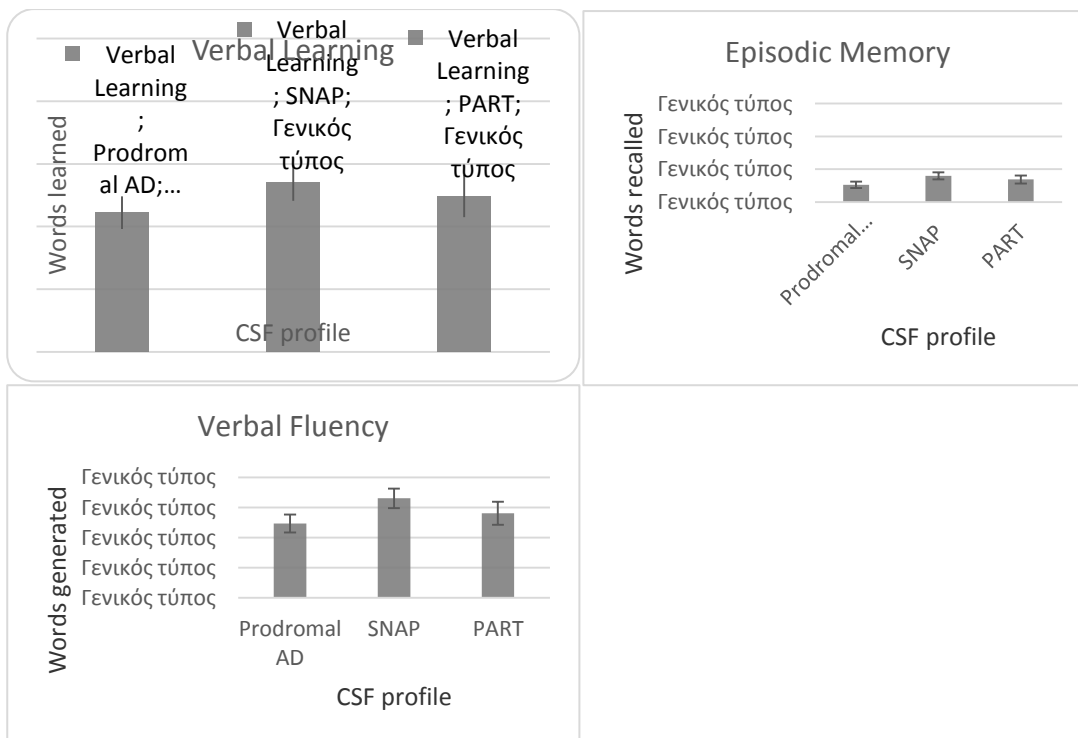 Verbal Learning
Verbal
Learning
;
Prodrom
al AD;...
Verbal
Learning
; SNAP;
Γενικός
τύπος
Verbal
Learning
; PART;
Γενικός
τύπος
Words learned
CSF profile
Episodic Memory
Words recalled
Γενικός τύπος
Γενικός τύπος
Γενικός τύπος
Γενικός τύπος
Prodromal...
SNAP
PART
CSF profile
Verbal Fluency
Words generated
Γενικός τύπος
Γενικός τύπος
Γενικός τύπος
Γενικός τύπος
Γενικός τύπος
Prodromal
AD
SNAP
PART
CSF profile